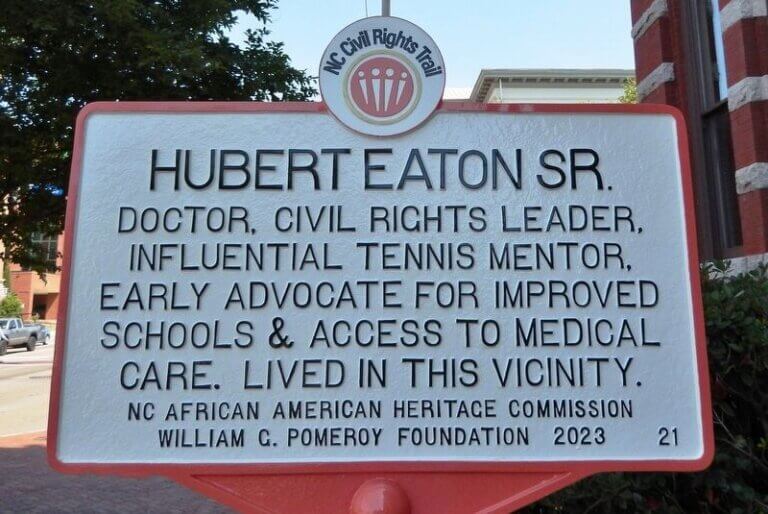 NC Civil Rights Trail
HUBERT EATON SR.
DOCTOR, CIVIL RIGHTS LEADER,
INFLUENTIAL TENNIS MENTOR,
EARLY ADVOCATE FOR IMPROVED
SCHOOLS & ACCESS TO MEDICAL
CARE. LIVED IN THIS VICINITY.
NC AFRICAN AMERICAN HERITAGE COMMISSION
WILLIAM G. POMEROY FOUNDATION 2023 21